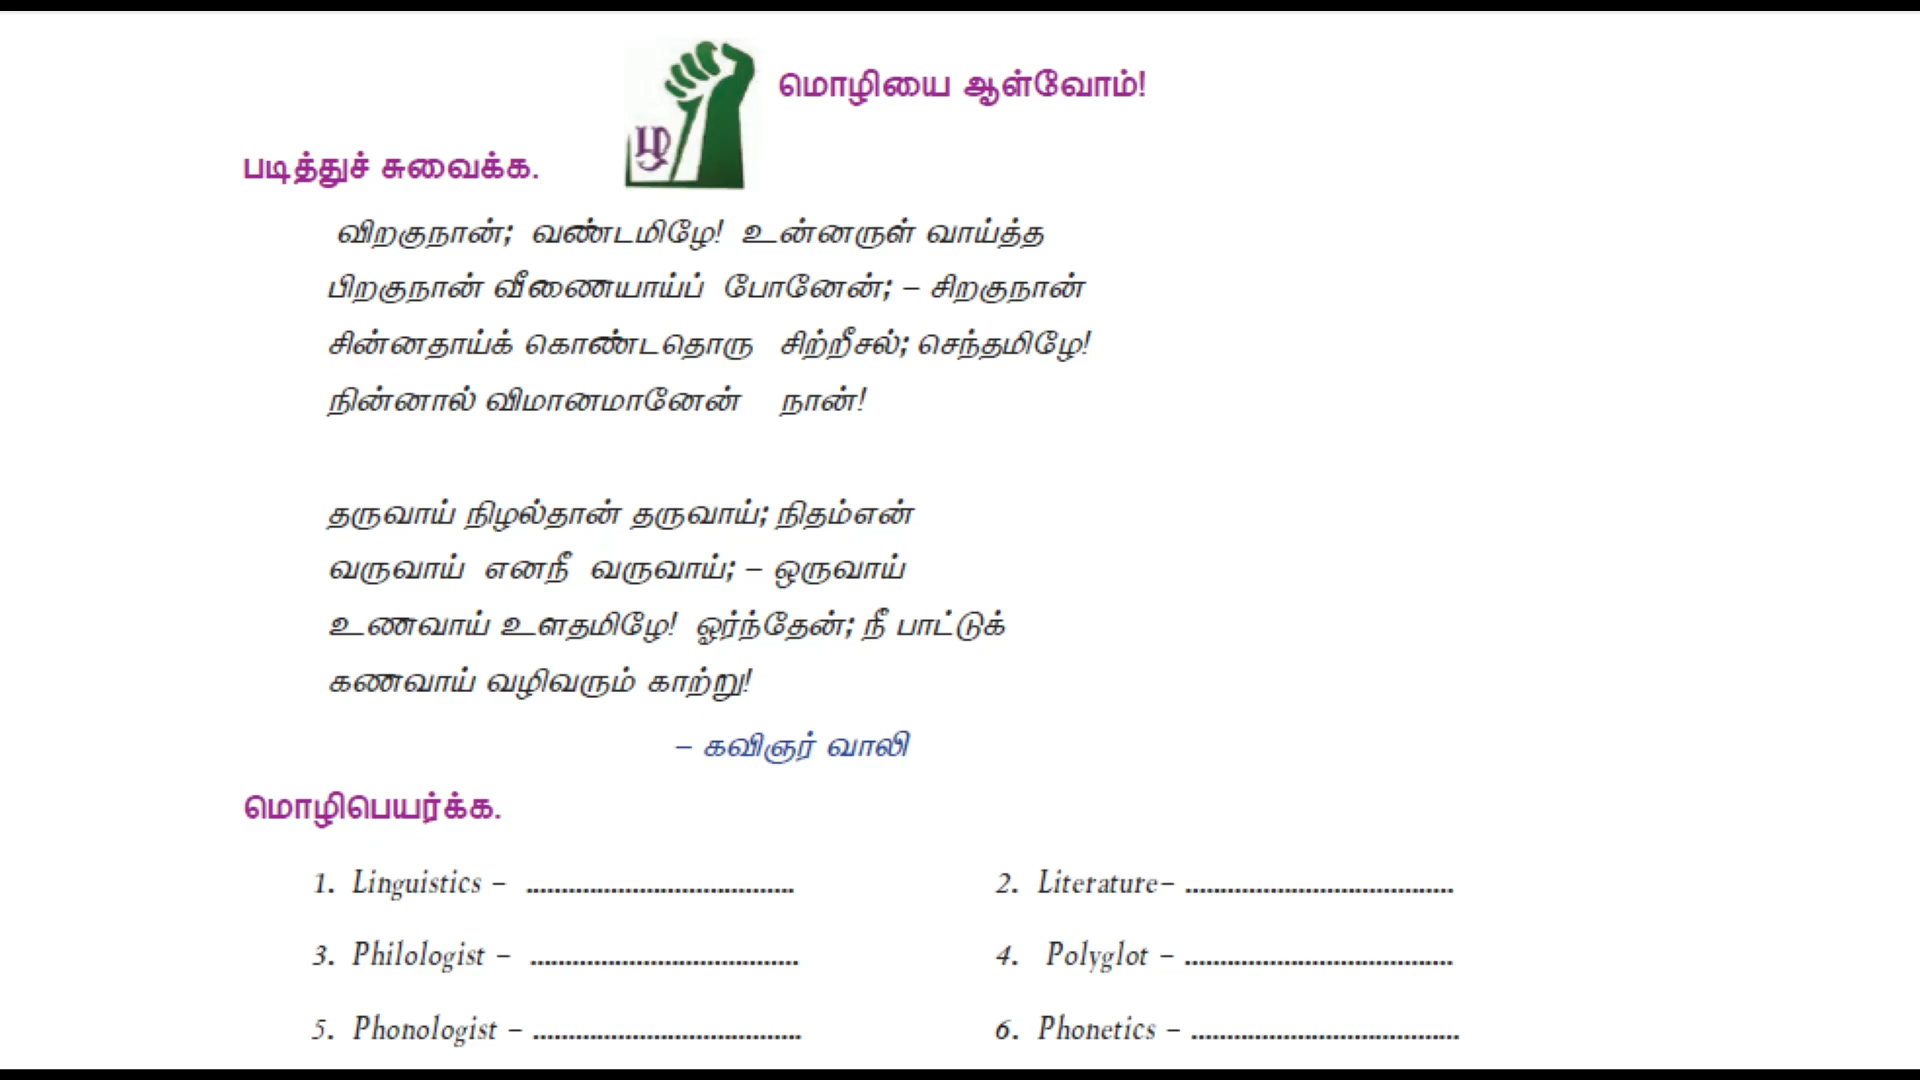 மொழியை ஆள்வோம்!
ழ
படித்துச் சுவைக்க.
விறகுநான்; வண்டமிழே! உன்னருள் வாய்த்த
பிறகுநான் வீணையாய்ப் போனேன்; – சிறகுநான்
சின்னதாய்க் கொண்டதொரு சிற்றீசல்; செந்தமிழே!
நின்னால் விமானமானேன் நான்!
தருவாய் நிழல்தான் தருவாய்; நிதம்என்
வருவாய் எனநீ வருவாய்; – ஒருவாய்
உணவாய் உளதமிழே! ஓர்ந்தேன்; நீ பாட்டுக்
கணவாய் வழிவரும் காற்று!
– கவிஞர் வாலி
மொழிபெயர்க்க.
1. Linguistics – ......................................  2. Literature– ......................................
3. Philologist – ......................................  4. Polyglot – ......................................
5. Phonologist – ......................................  6. Phonetics – ......................................